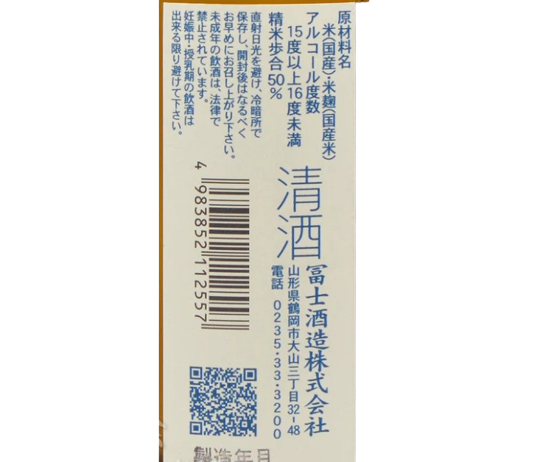 原材料名
米(国産)・米麹(国産米)
アルコール度数
15度以上16度未満
精米歩合50%
直射日光を避け、冷暗所で
保存し、開封後はなるべく
お早めにお召し上がり下さい。
未成年の飲酒は、法律で
禁止されています。
妊娠中・授乳期の飲酒は
出来る限り避けて下さい。
清酒
冨士酒造株式会社
山形県鶴岡市大山三丁目32-48
電話 0235・33・3200
4 983852 112557
製造年月